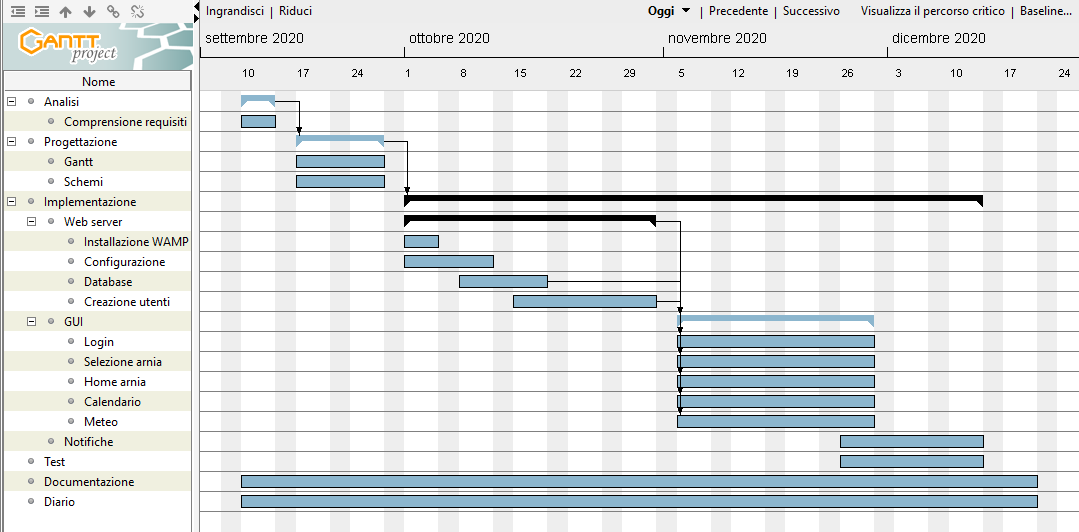 Ingrandisci | Riduci
Oggi | Precedente | Successivo
Visualizza il percorso critico | Baseline...
GANTT
project
settembre 2020
ottobre 2020
novembre 2020
dicembre 2020
Nome
10 17 24 1 8 15 22 29 5 12 19 26 3 10 17 24
Analisi
Comprensione requisiti
Progettazione
Gantt
Schemi
Implementazione
Web server
Installazione WAMP
Configurazione
Database
Creazione utenti
GUI
Login
Selezione arnia
Home arnia
Calendario
Meteo
Notifiche
Test
Documentazione
Diario